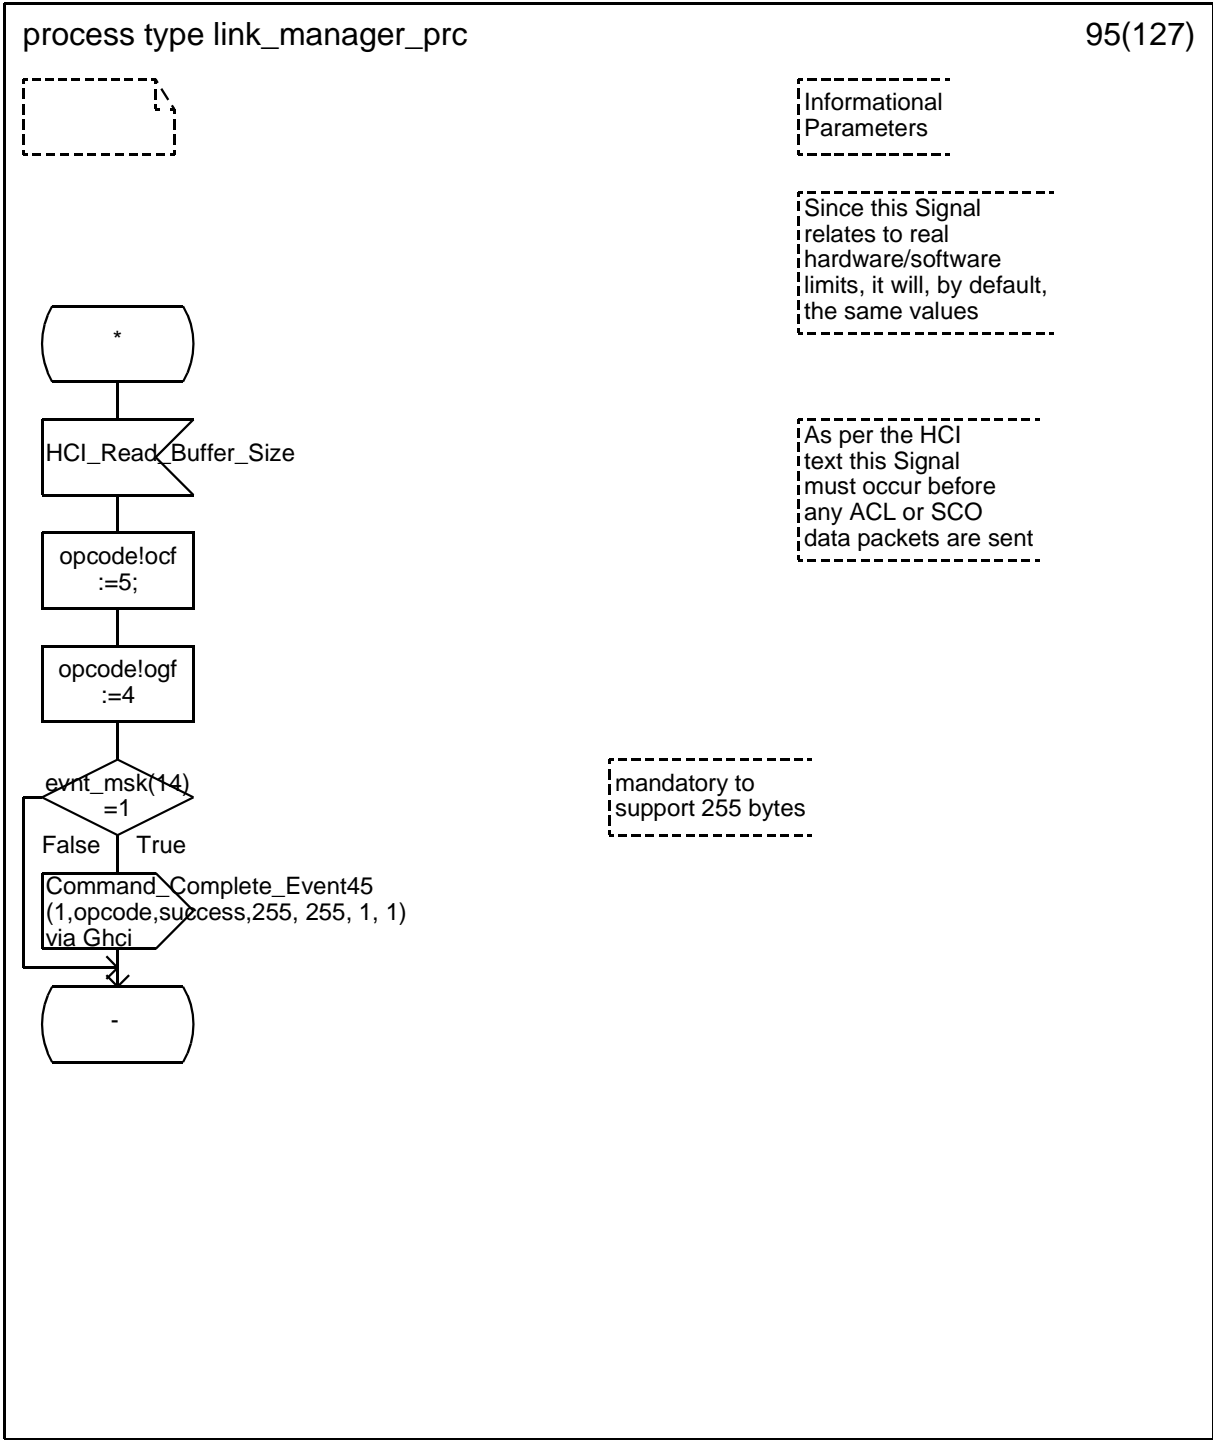 process type link_manager_prc
95(127)
Informational
Parameters
Since this Signal
relates to real
hardware/software
limits, it will, by default,
the same values
*
HCI_Read_Buffer_Size
As per the HCI
text this Signal
must occur before
any ACL or SCO
data packets are sent
opcode!ocf
:=5;
opcode!ogf
:=4
evnt_msk(14)
=1
mandatory to
support 255 bytes
False
True
Command_Complete_Event45
(1,opcode,success,255, 255, 1, 1)
via Ghci
-